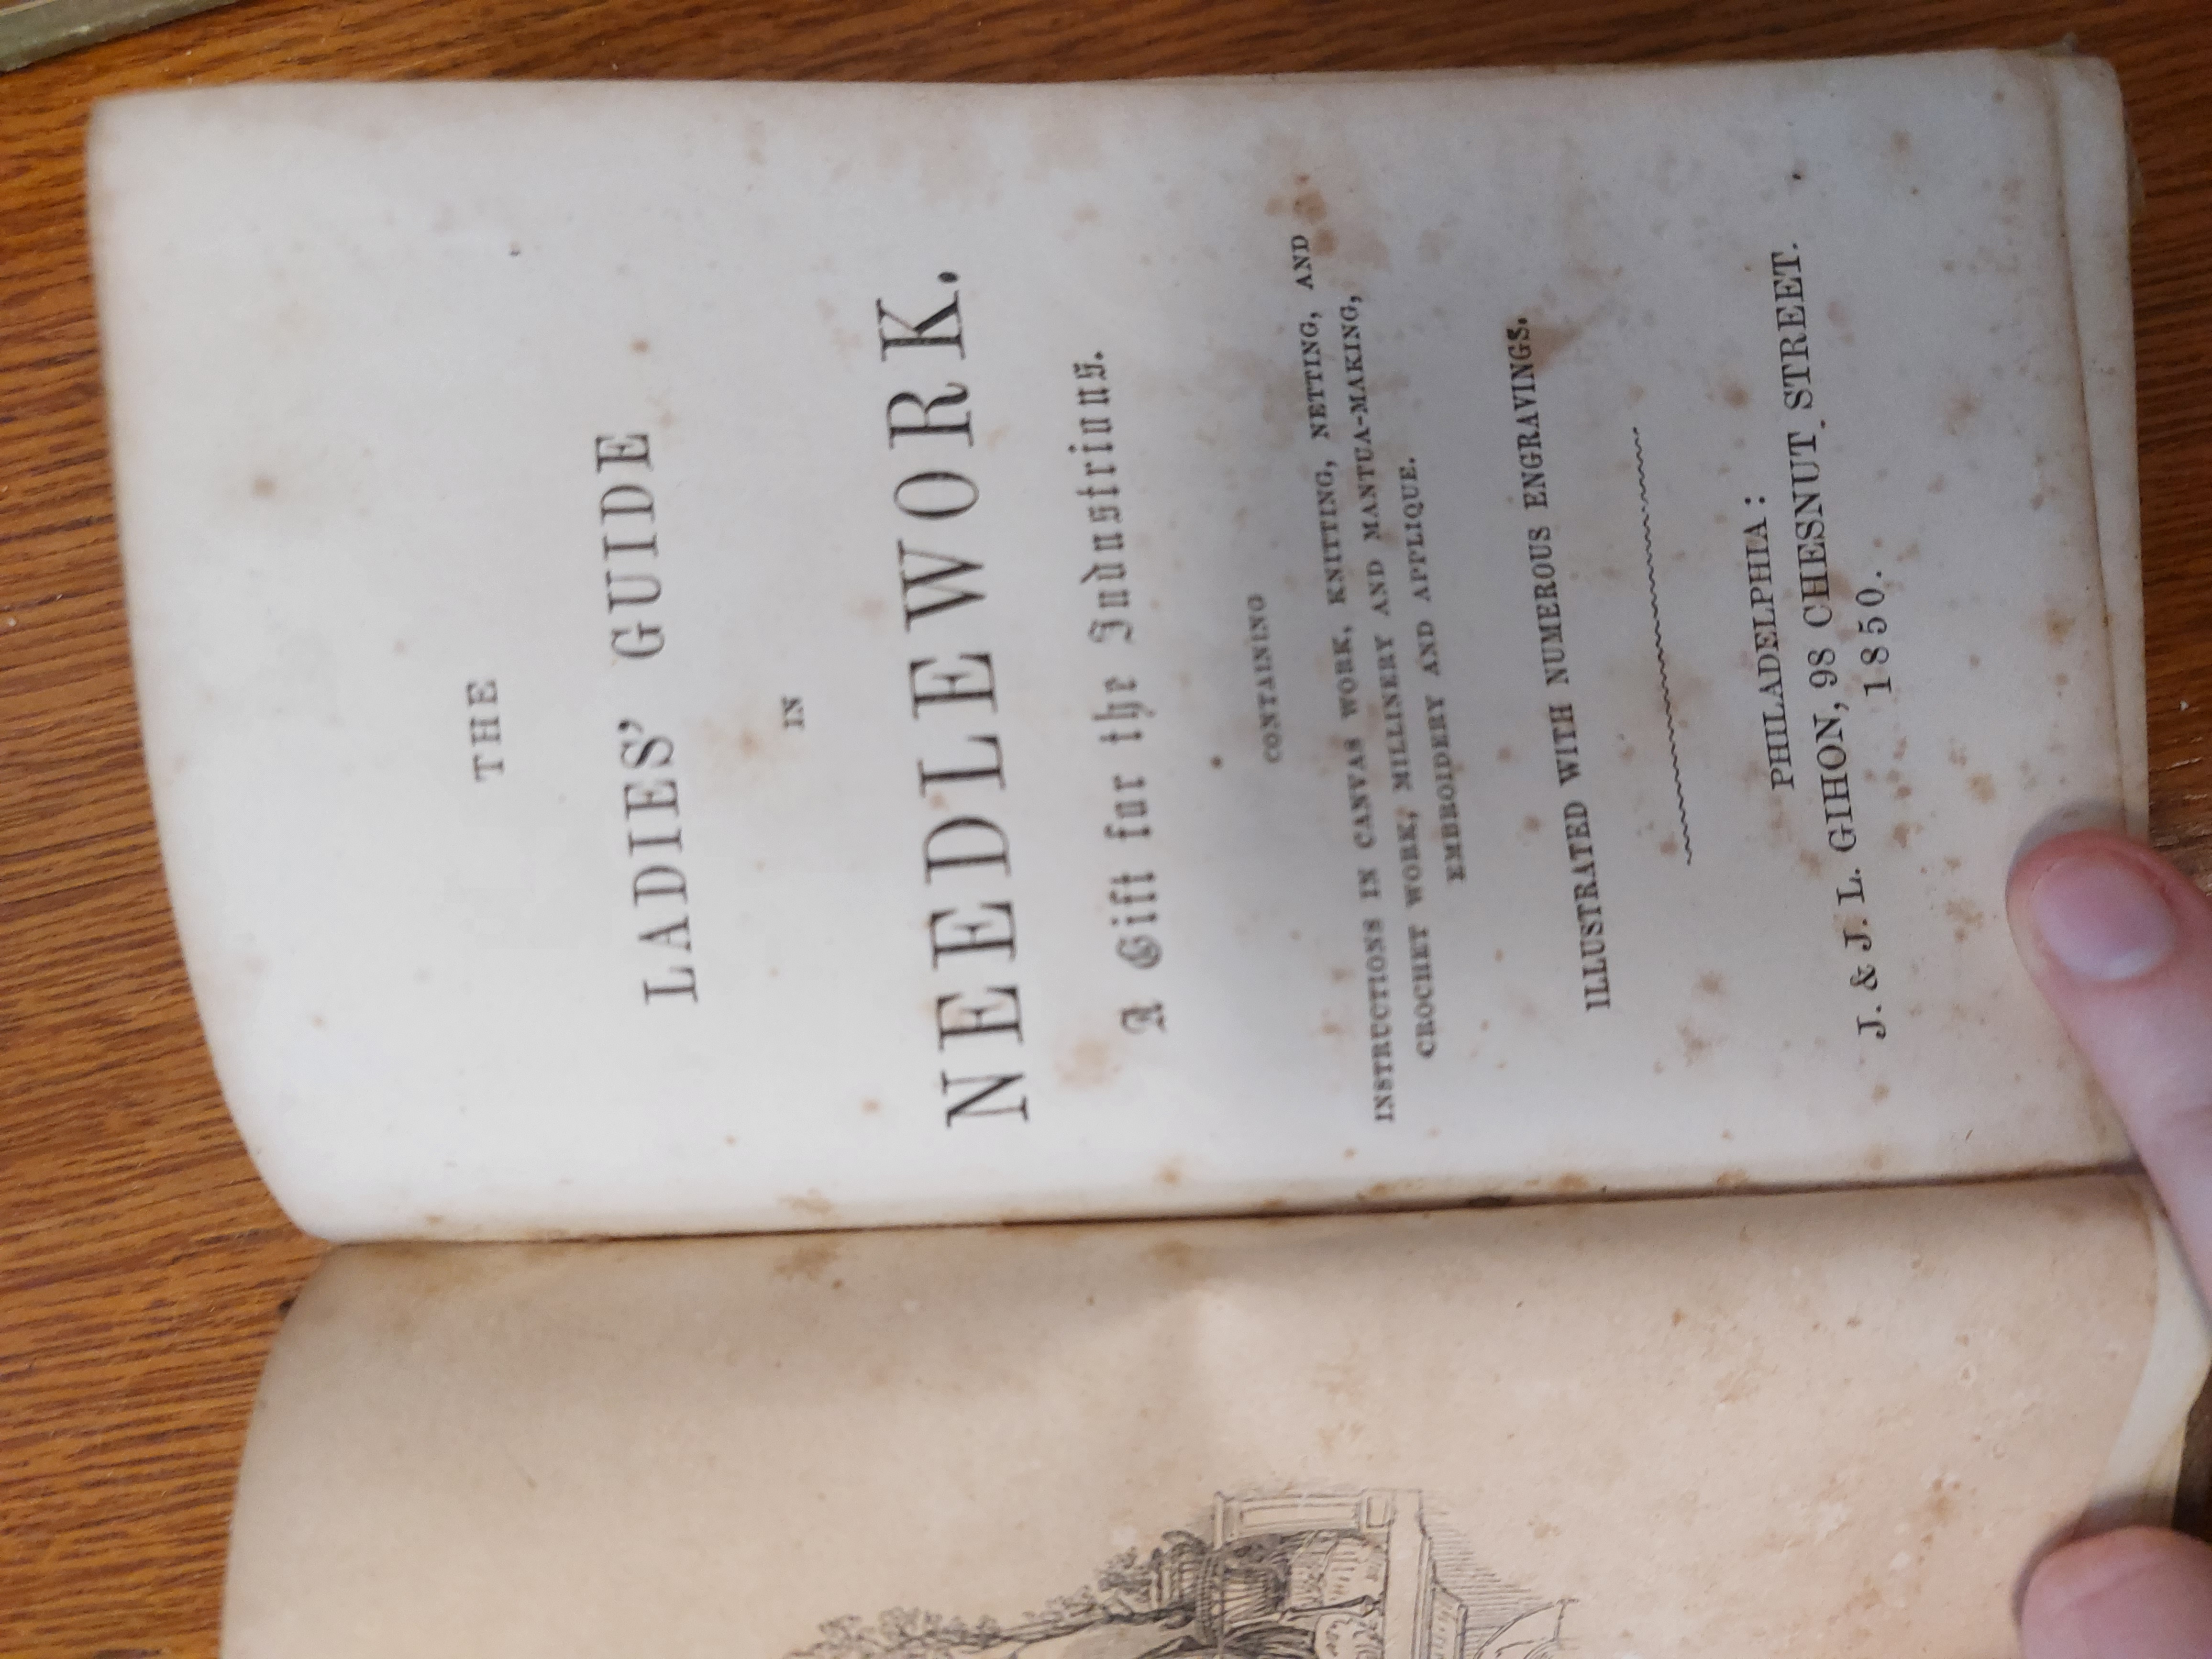 THE
LADIES' GUIDE
IN
NEEDLEWORK.
A Gift for the Industrious.
CONTAINING
INSTRUCTIONS IN CANVAS WORK, KNITTING, NETTING, AND
CROCHET WORK, MILLINERY AND MANTUA-MAKING,
EMBROIDERY AND APPLIQUE.
ILLUSTRATED WITH NUMEROUS ENGRAVINGS.
PHILADELPHIA:
J. & J. L. GIHON, 98 CHESNUT STREET.
1850.